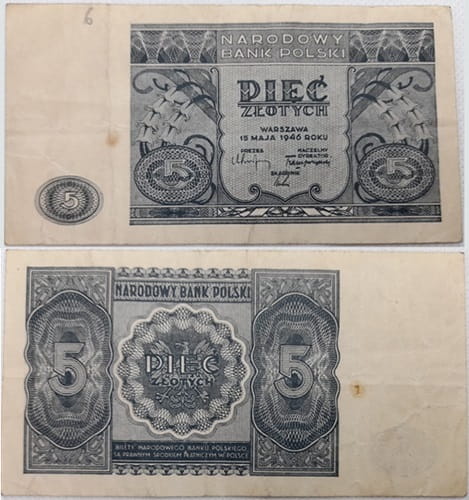 6
NARODOWY
BANK POLSKI
PIĘĆ
ZŁOTYCH
WARSZAWA
15 MAJA 1946 ROKU
PREZES
NACZELNY
DYREKTOR
SKARBNIK
5
5
5
NARODOWY BANK POLSKI
5
PIĘĆ
ZŁOTYCH
5
BILETY NARODOWEGO BANKU POLSKIEGO
SĄ PRAWNYM ŚRODKIEM PŁATNICZYM W POLSCE